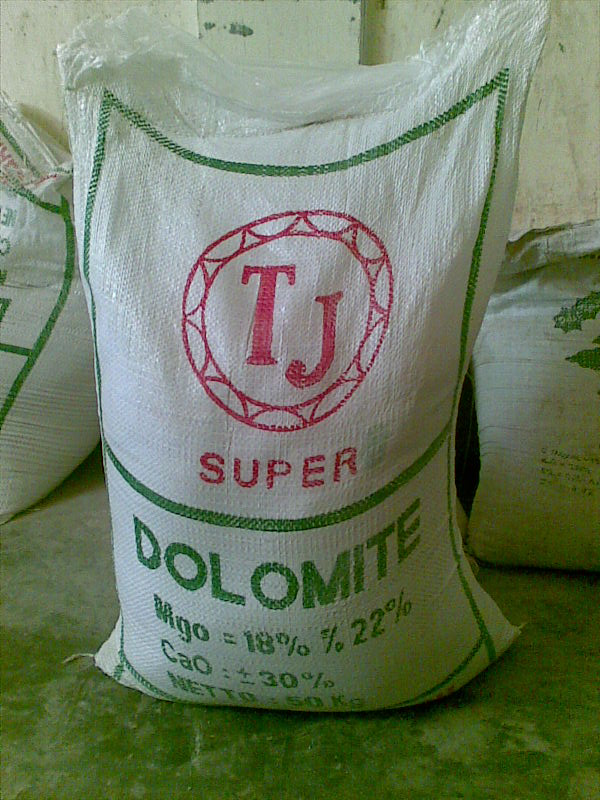 TJ
SUPER
DOLOMITE
Mgo = 18% % 22%
CaO : ± 30%
NETTO : 50 Kg